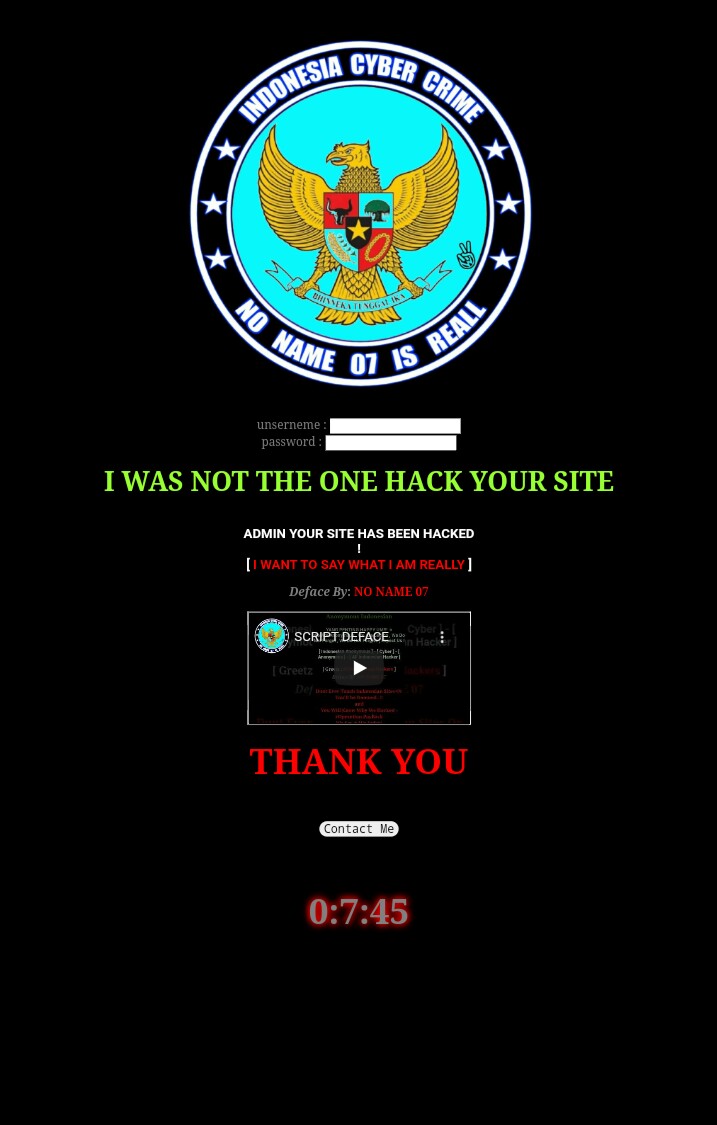 INDONESIA CYBER CRIME
BHINNEKA TUNGGAL IKA
NO NAME 07 IS REALL
unserneme :
password :
I WAS NOT THE ONE HACK YOUR SITE
ADMIN YOUR SITE HAS BEEN HACKED
!
[ I WANT TO SAY WHAT I AM REALLY ]
Deface By: NO NAME 07
SCRIPT DEFACE
[ Greetz
THANK YOU
Contact Me
0:7:45